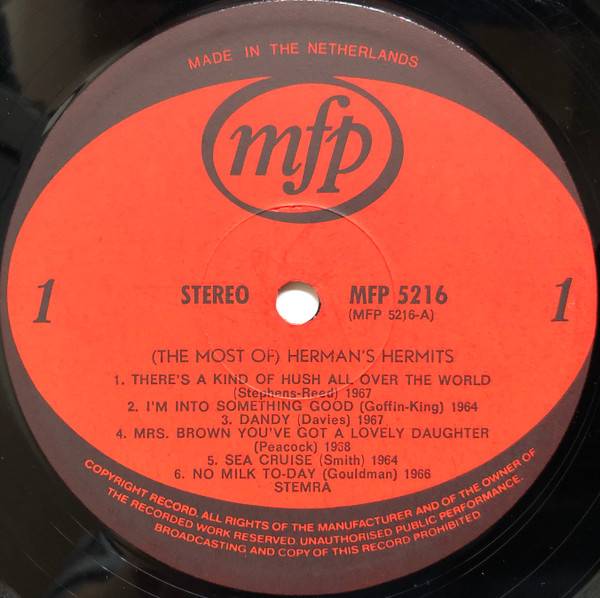 MADE IN THE NETHERLANDS
mfp
1 STEREO MFP 5216 1
(MFP 5216-A)
(THE MOST OF) HERMAN'S HERMITS
1. THERE'S A KIND OF HUSH ALL OVER THE WORLD
(Stephens-Reed) 1967
2. I'M INTO SOMETHING GOOD (Goffin-King) 1964
3. DANDY (Davies) 1967
4. MRS. BROWN YOU'VE GOT A LOVELY DAUGHTER
(Peacock) 1968
5. SEA CRUISE (Smith) 1964
6. NO MILK TO-DAY (Gouldman) 1966
STEMRA
COPYRIGHT RECORD. ALL RIGHTS OF THE MANUFACTURER AND OF THE OWNER OF
THE RECORDED WORK RESERVED. UNAUTHORISED PUBLIC PERFORMANCE.
BROADCASTING AND COPY OF THIS RECORD PROHIBITED